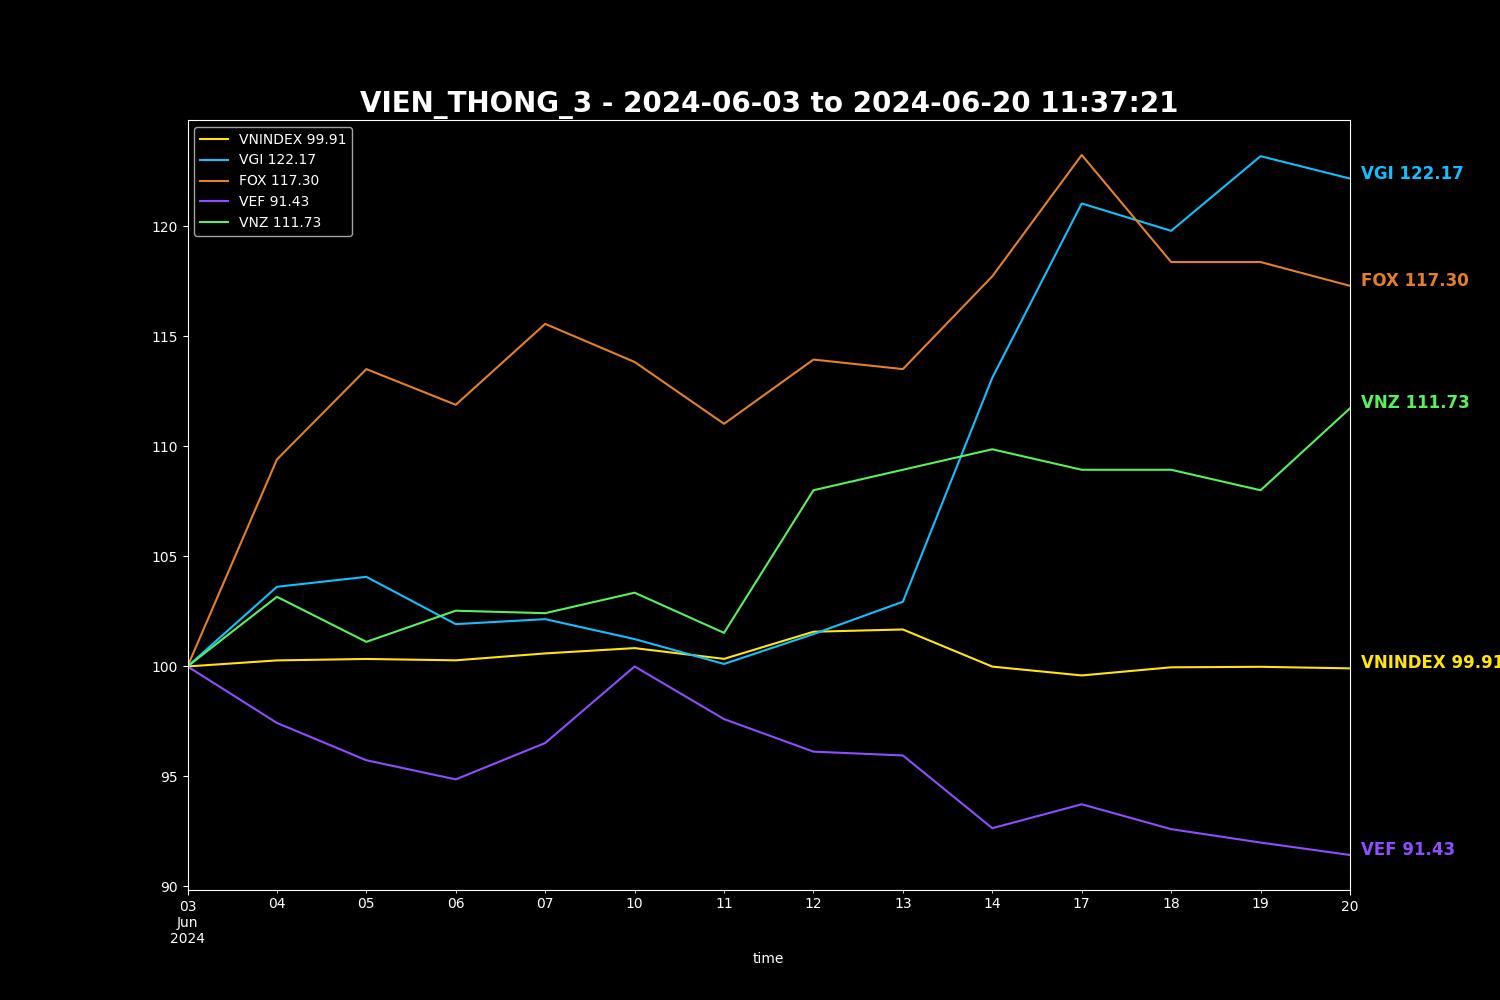 VIEN_THONG_3 - 2024-06-03 to 2024-06-20 11:37:21
VNINDEX 99.91
VGI 122.17
FOX 117.30
VEF 91.43
VNZ 111.73
120
115
110
105
100
95
90
VGI 122.17
FOX 117.30
VNZ 111.73
VNINDEX 99.91
VEF 91.43
03 04 05 06 07 10 11 12 13 14 17 18 19 20
Jun
2024
time